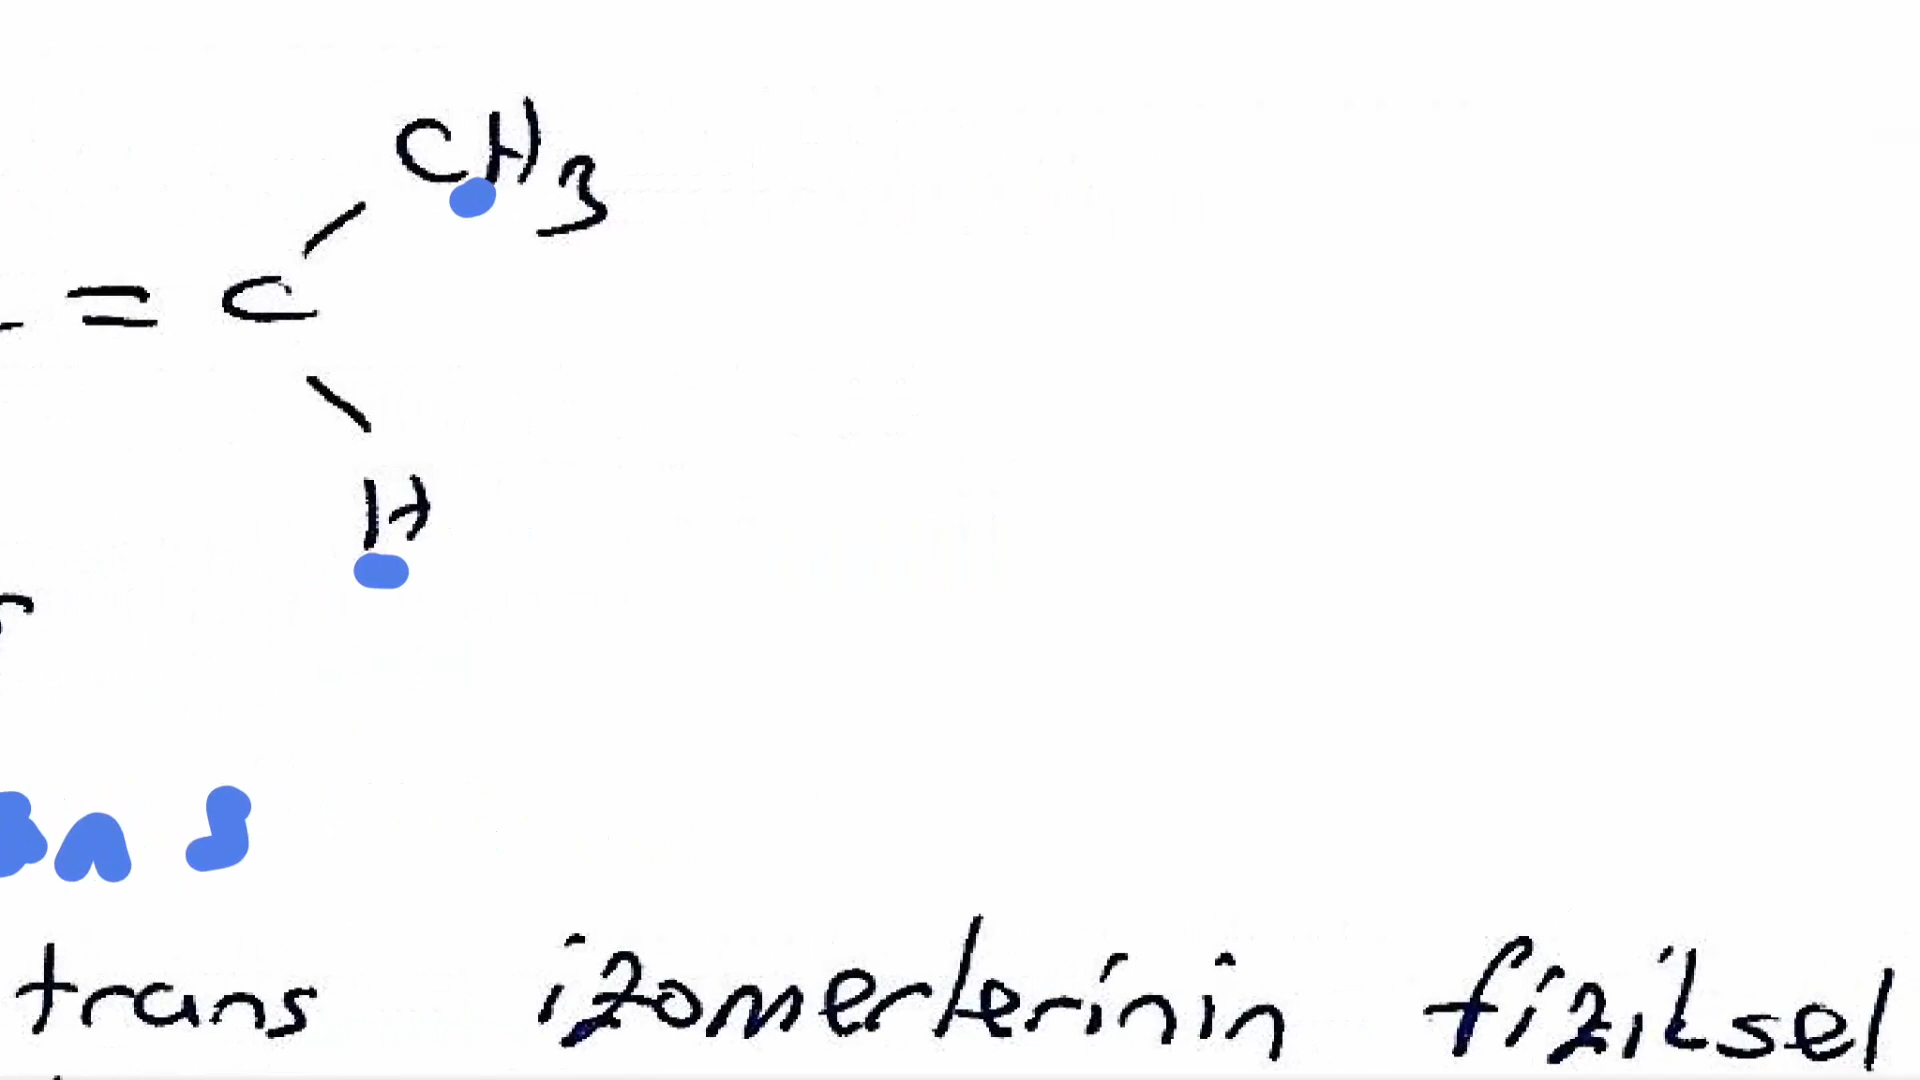 CH3
= C
H
trans izomerlerinin fiziksel